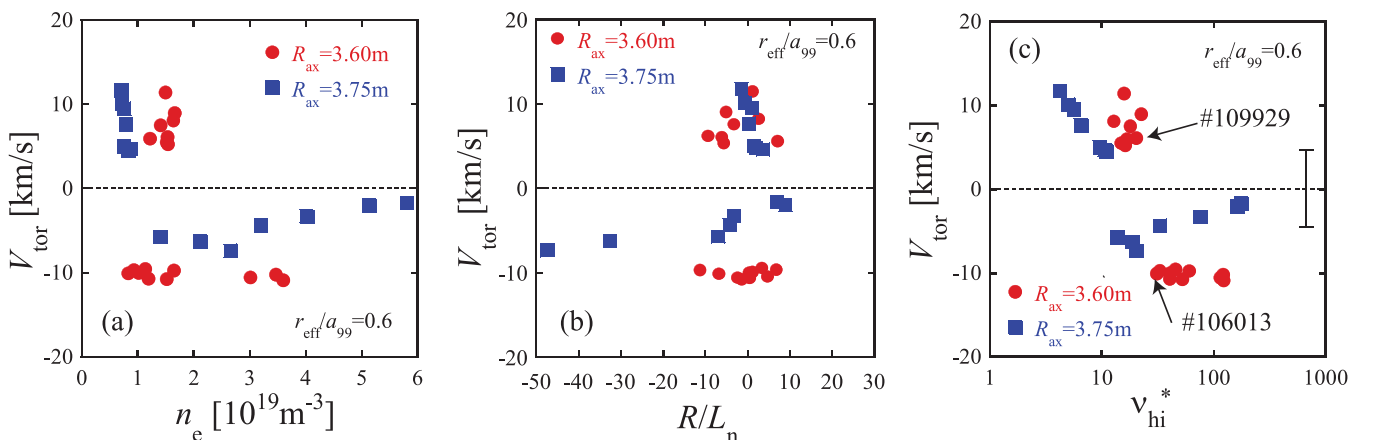 20
10
0
-10
-20
V_tor [km/s]
(a)
R_ax=3.60m
R_ax=3.75m
r_eff/a_99=0.6
0 1 2 3 4 5 6
n_e [10^19 m^-3]
20
10
0
-10
-20
V_tor [km/s]
R_ax=3.60m
R_ax=3.75m
r_eff/a_99=0.6
(b)
-50 -40 -30 -20 -10 0 10 20 30
R/L_n
20
10
0
-10
-20
V_tor [km/s]
(c)
r_eff/a_99=0.6
#109929
R_ax=3.60m
R_ax=3.75m
#106013
1 10 100 1000
ν_hi^*